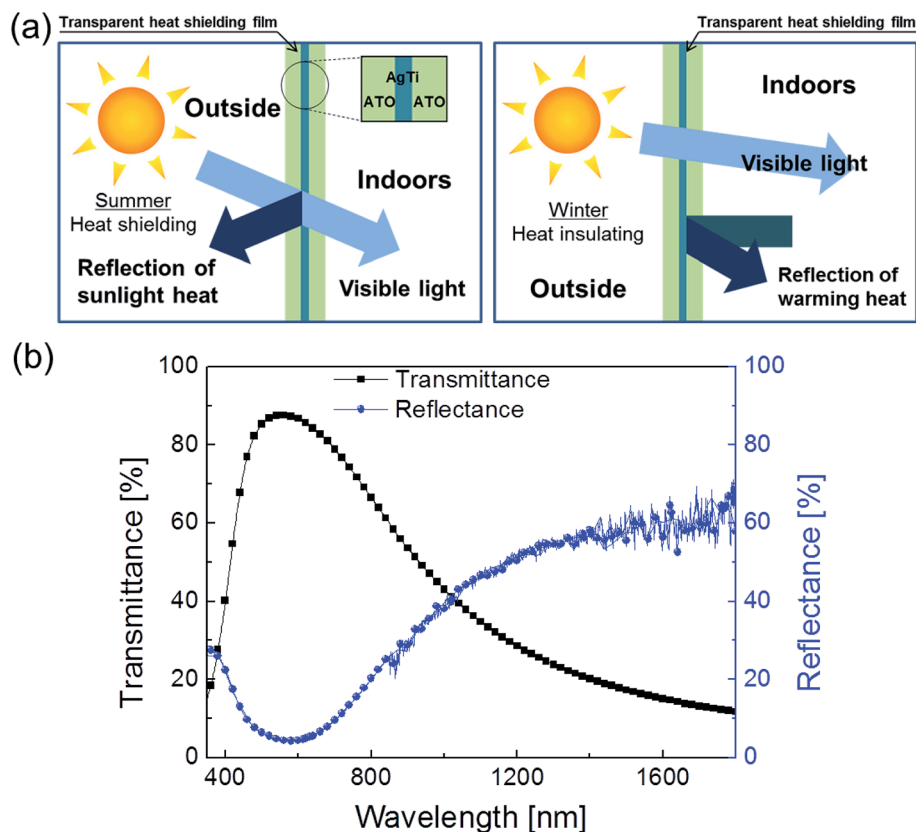 (a)
Transparent heat shielding film
Outside
AgTi
ATO ATO
Indoors
Summer
Heat shielding
Reflection of
sunlight heat
Visible light
Transparent heat shielding film
Indoors
Visible light
Winter
Heat insulating
Outside
Reflection of
warming heat
(b)
Transmittance
Reflectance
Transmittance [%]
100
80
60
40
20
0
Reflectance [%]
100
80
60
40
20
0
400 800 1200 1600
Wavelength [nm]